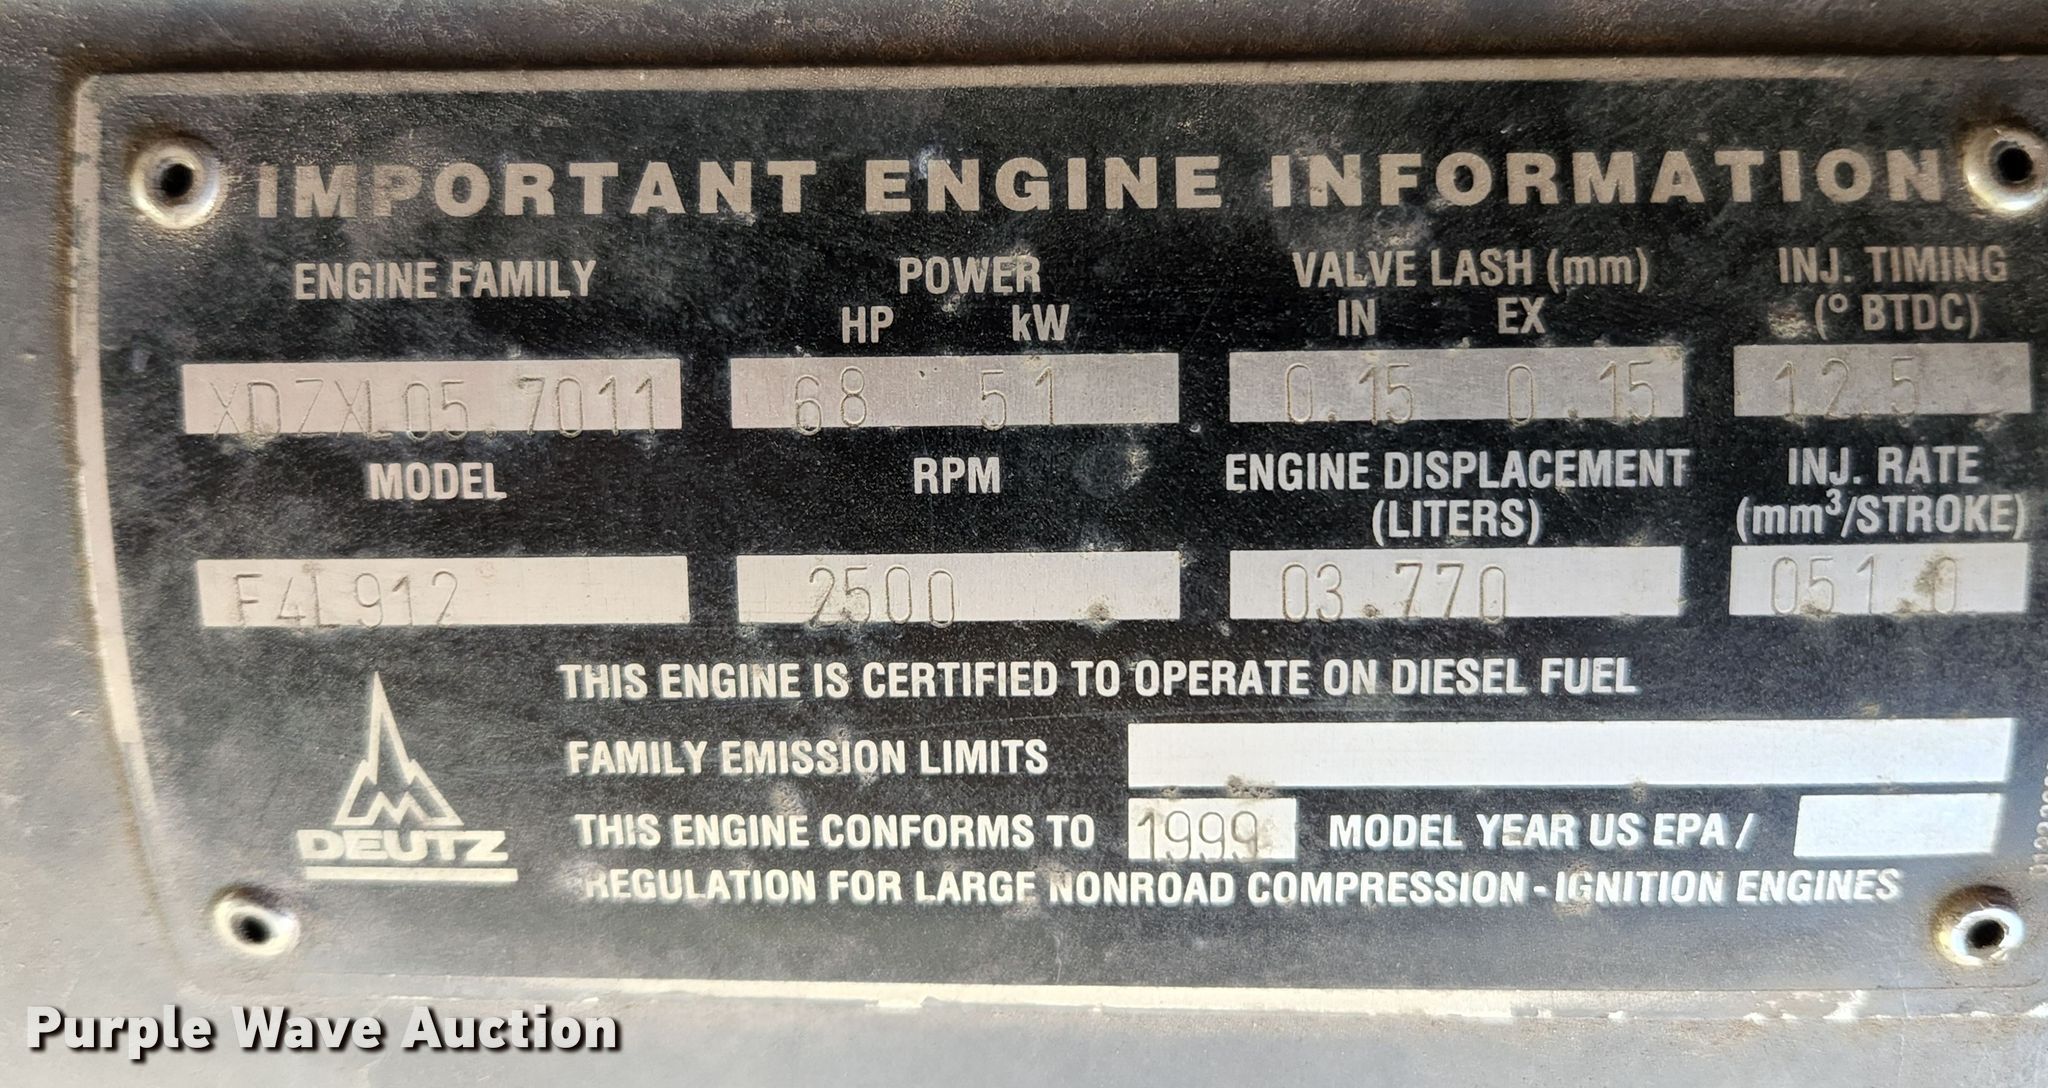 IMPORTANT ENGINE INFORMATION
ENGINE FAMILY POWER VALVE LASH (mm) INJ. TIMING
HP kW IN EX (° BTDC)
XDZXL05.7011 68 51 0.15 0.15 12.5
MODEL RPM ENGINE DISPLACEMENT INJ. RATE
(LITERS) (mm³/STROKE)
F4L912 2500 03.770 051.0
THIS ENGINE IS CERTIFIED TO OPERATE ON DIESEL FUEL
FAMILY EMISSION LIMITS
THIS ENGINE CONFORMS TO 1999 MODEL YEAR US EPA /
DEUTZ
REGULATION FOR LARGE NONROAD COMPRESSION - IGNITION ENGINES
Purple Wave Auction